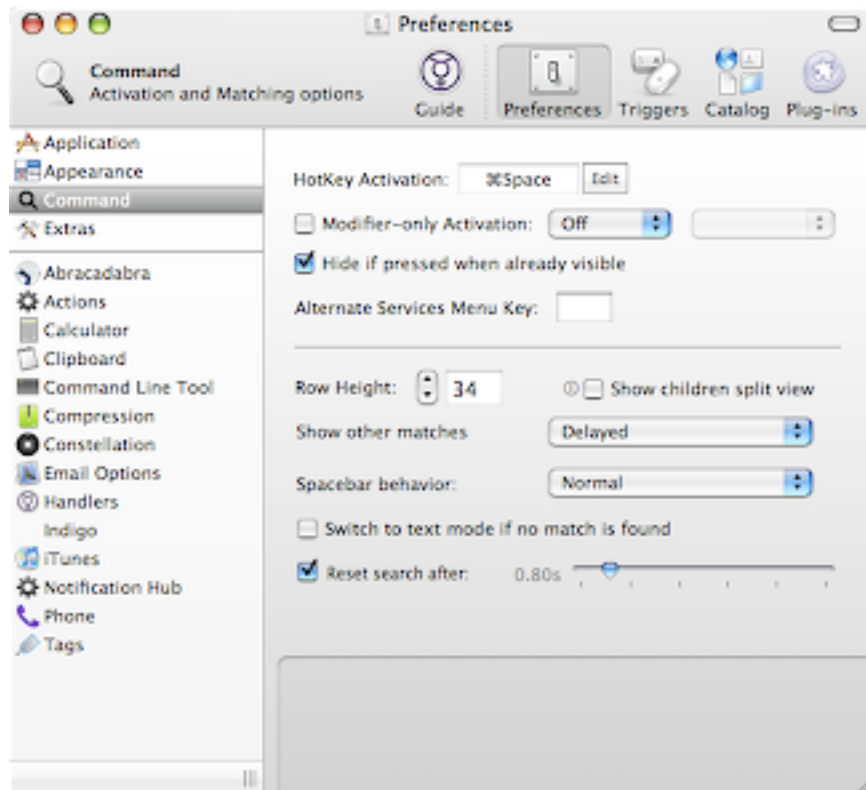 Preferences
Command
Activation and Matching options
Guide
Preferences
Triggers
Catalog
Plug-ins
Application
Appearance
Command
Extras
Abracadabra
Actions
Calculator
Clipboard
Command Line Tool
Compression
Constellation
Email Options
Handlers
Indigo
iTunes
Notification Hub
Phone
Tags
HotKey Activation: ⌘Space Edit
Modifier-only Activation: Off
Hide if pressed when already visible
Alternate Services Menu Key:
Row Height: 34 Show children split view
Show other matches Delayed
Spacebar behavior: Normal
Switch to text mode if no match is found
Reset search after: 0.80s